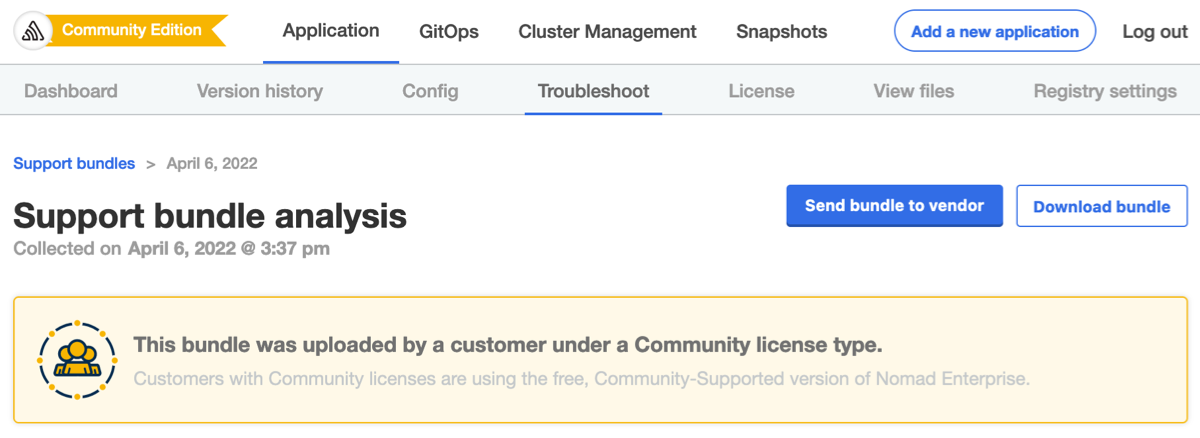 Community Edition
Application
GitOps
Cluster Management
Snapshots
Add a new application
Log out
Dashboard
Version history
Config
Troubleshoot
License
View files
Registry settings
Support bundles > April 6, 2022
Support bundle analysis
Collected on April 6, 2022 @ 3:37 pm
Send bundle to vendor
Download bundle
This bundle was uploaded by a customer under a Community license type.
Customers with Community licenses are using the free, Community-Supported version of Nomad Enterprise.